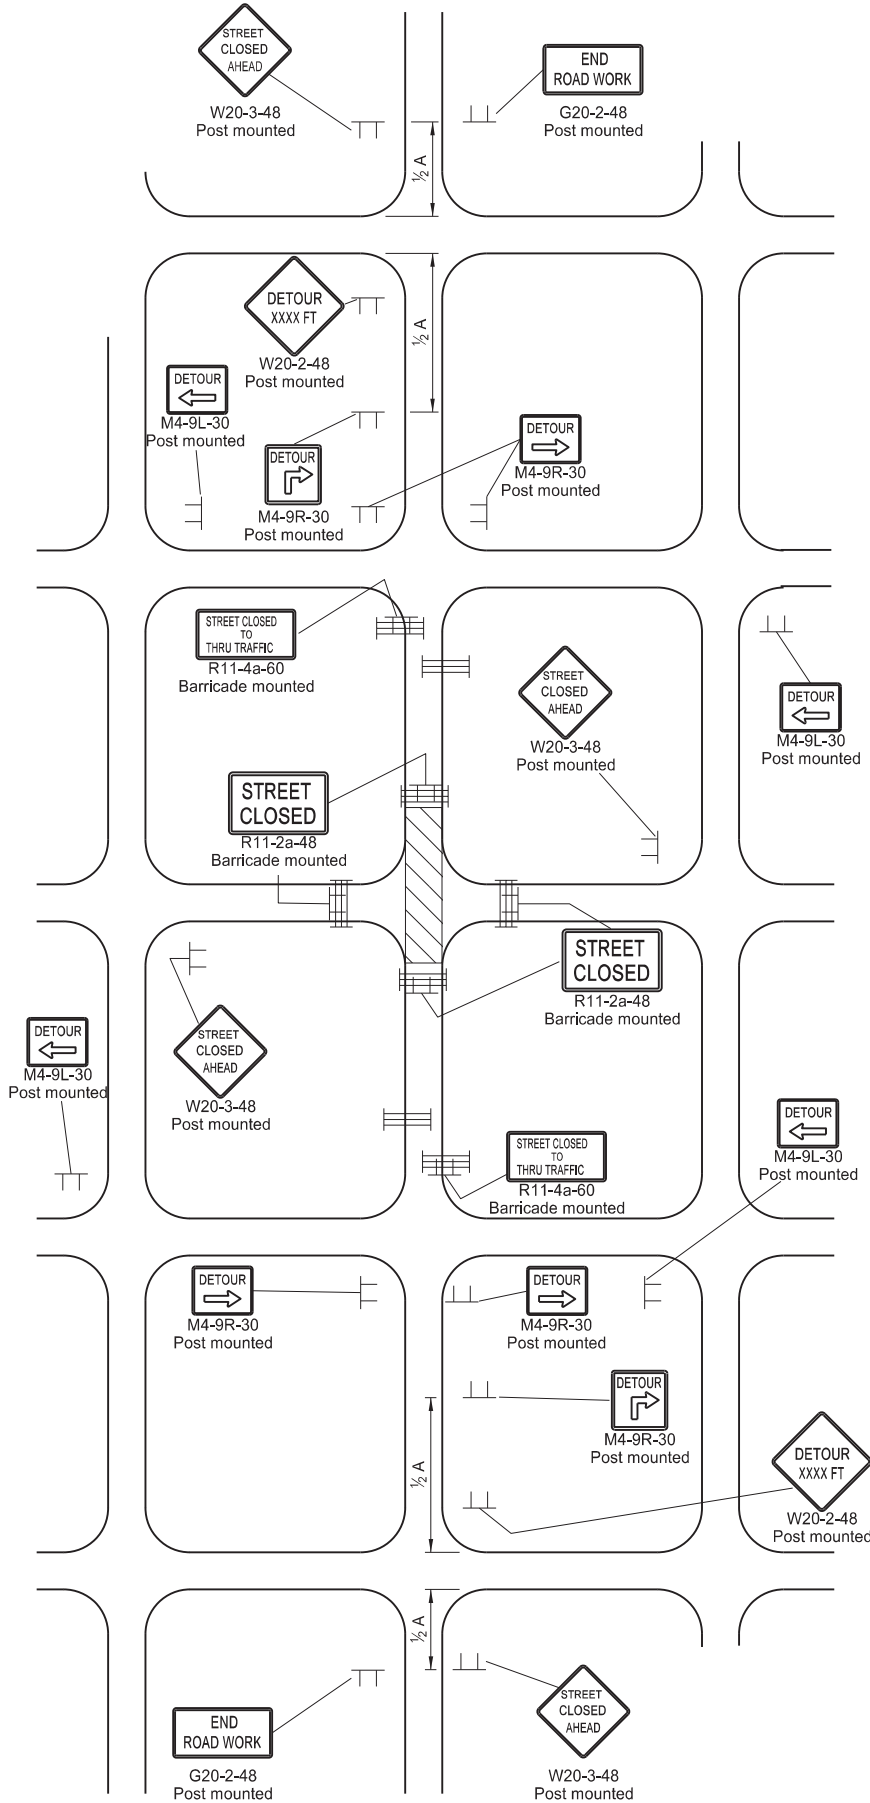 STREET
CLOSED
AHEAD
W20-3-48
Post mounted
END
ROAD WORK
G20-2-48
Post mounted
½ A
DETOUR
XXXX FT
W20-2-48
Post mounted
½ A
DETOUR
M4-9L-30
Post mounted
DETOUR
M4-9R-30
Post mounted
DETOUR
M4-9R-30
Post mounted
STREET CLOSED
TO
THRU TRAFFIC
R11-4a-60
Barricade mounted
STREET
CLOSED
AHEAD
W20-3-48
Post mounted
DETOUR
M4-9L-30
Post mounted
STREET
CLOSED
R11-2a-48
Barricade mounted
STREET
CLOSED
R11-2a-48
Barricade mounted
DETOUR
M4-9L-30
Post mounted
STREET
CLOSED
AHEAD
W20-3-48
Post mounted
STREET CLOSED
TO
THRU TRAFFIC
R11-4a-60
Barricade mounted
DETOUR
M4-9L-30
Post mounted
DETOUR
M4-9R-30
Post mounted
DETOUR
M4-9R-30
Post mounted
DETOUR
M4-9R-30
Post mounted
½ A
DETOUR
XXXX FT
W20-2-48
Post mounted
½ A
END
ROAD WORK
G20-2-48
Post mounted
STREET
CLOSED
AHEAD
W20-3-48
Post mounted